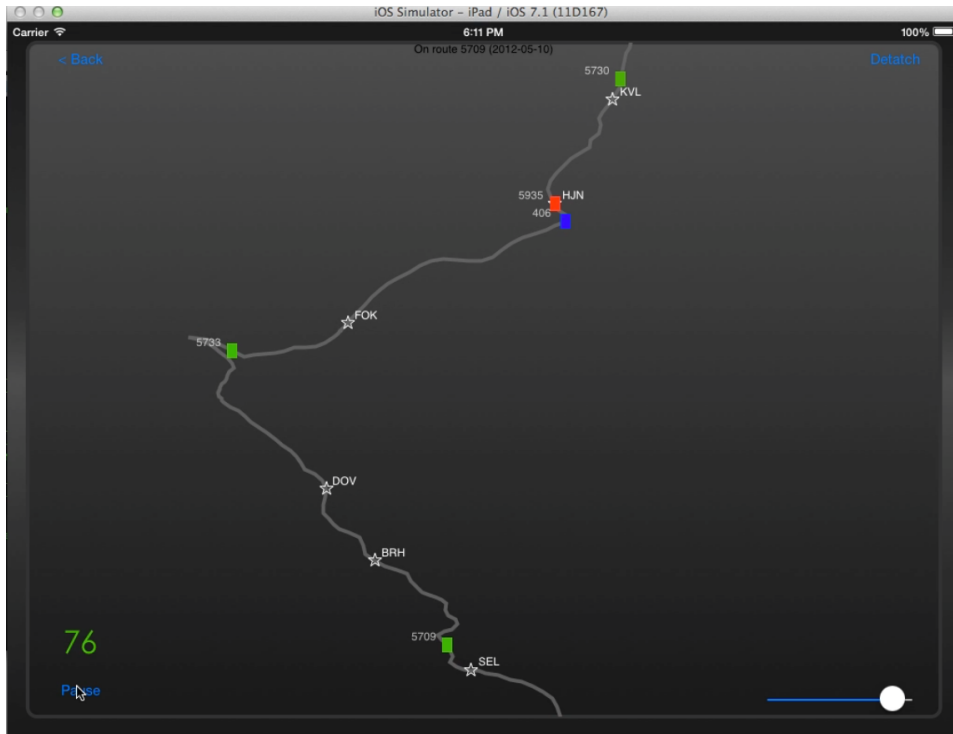 iOS Simulator – iPad / iOS 7.1 (11D167)
Carrier 6:11 PM 100%
On route 5709 (2012-05-10)
< Back Detatch
5730
KVL
5935 HJN
406
FOK
5733
DOV
BRH
76
5709
SEL
Pause